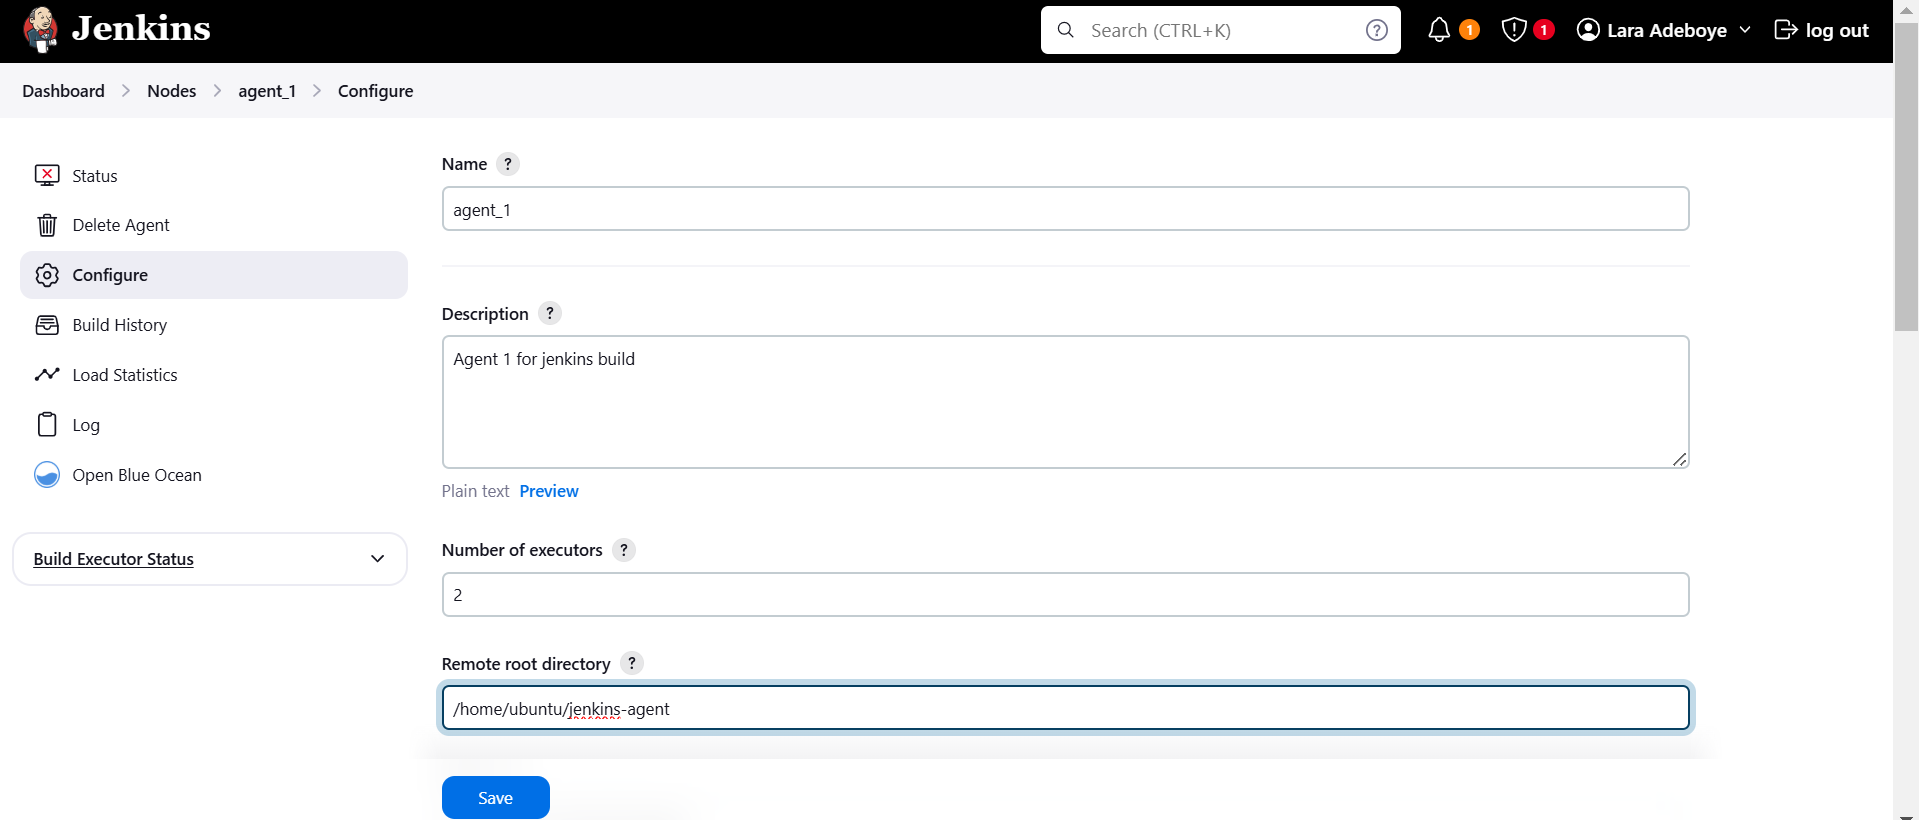 Jenkins
Search (CTRL+K) ?
1
1
Lara Adeboye
log out
Dashboard
Nodes
agent_1
Configure
Status
Delete Agent
Configure
Build History
Load Statistics
Log
Open Blue Ocean
Build Executor Status
Name ?
agent_1
Description ?
Agent 1 for jenkins build
Plain text Preview
Number of executors ?
2
Remote root directory ?
/home/ubuntu/jenkins-agent
Save